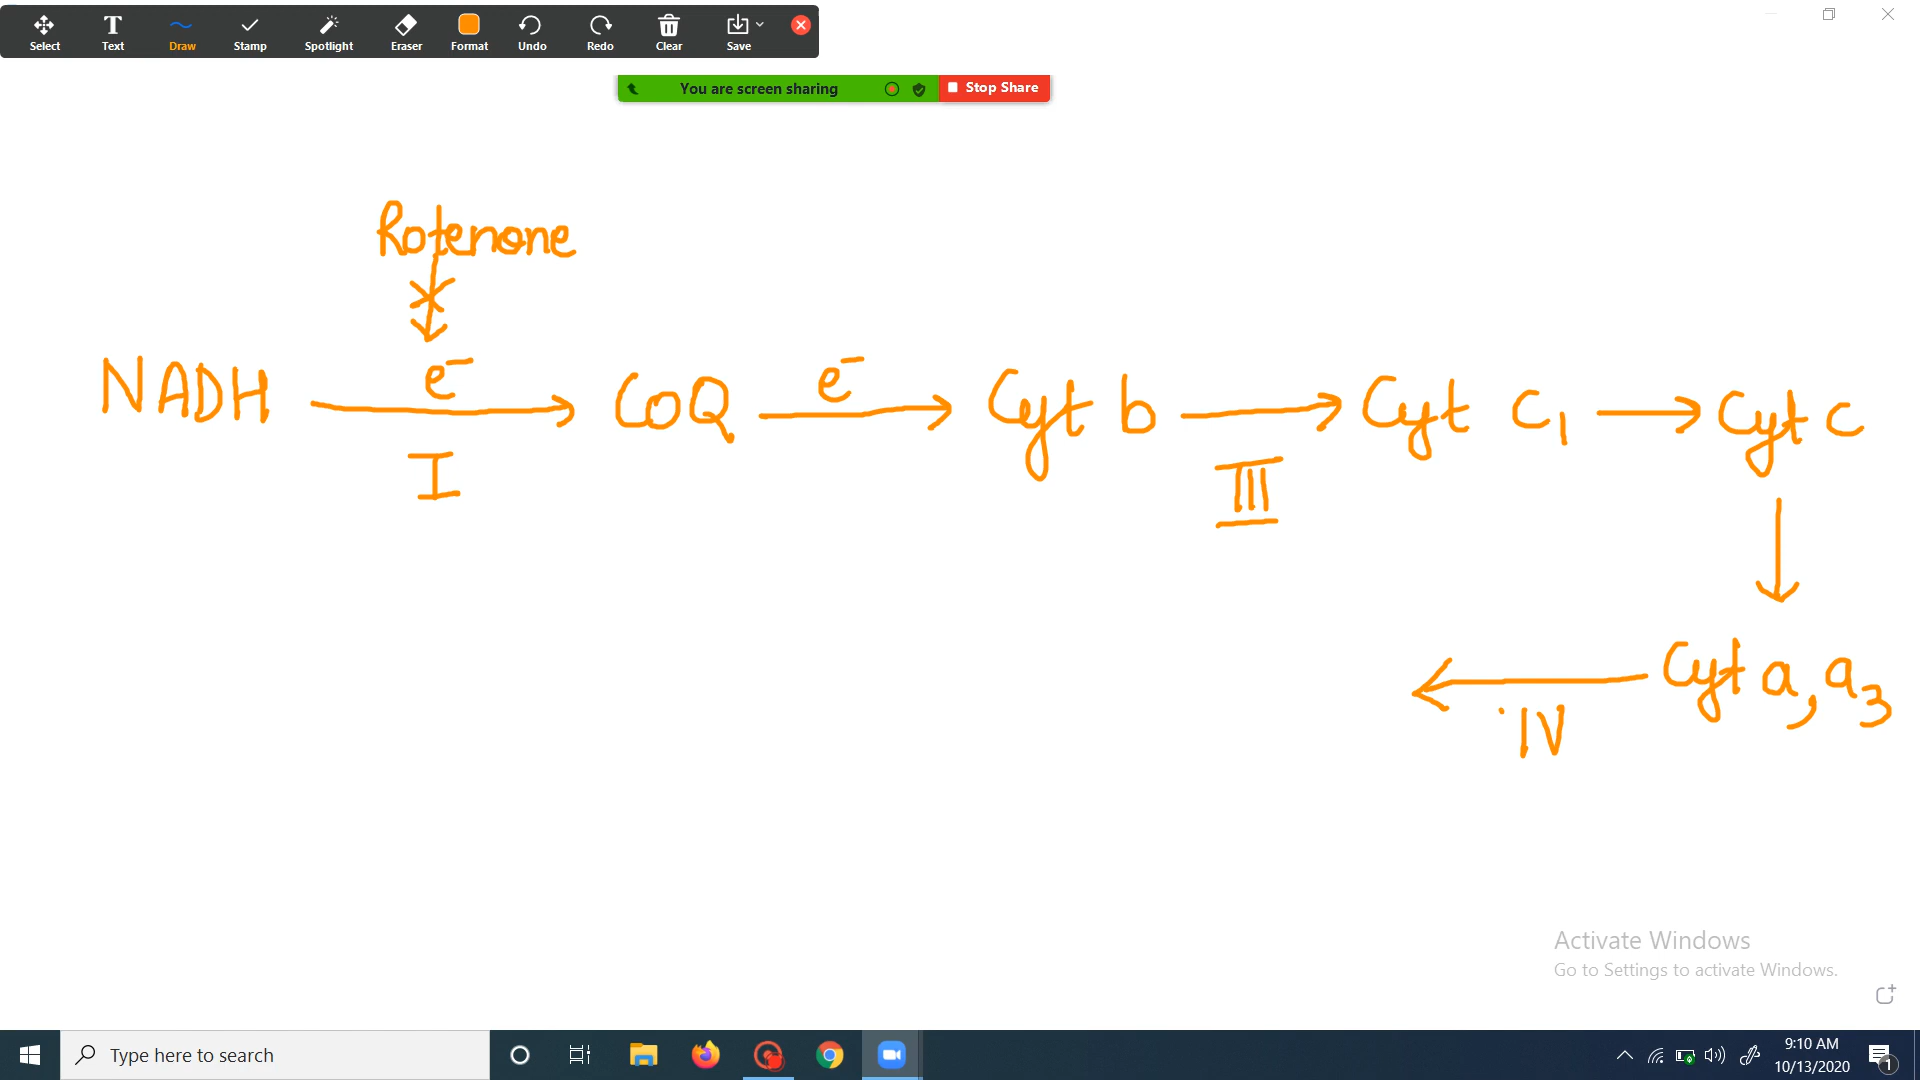 Select Text Draw Stamp Spotlight Eraser Format Undo Redo Clear Save
You are screen sharing Stop Share
Rotenone
NADH e⁻ CoQ e⁻ Cyt b Cyt c₁ Cyt c
I III
Cyt a, a₃
IV
Activate Windows
Go to Settings to activate Windows.
Type here to search
9:10 AM
10/13/2020
1